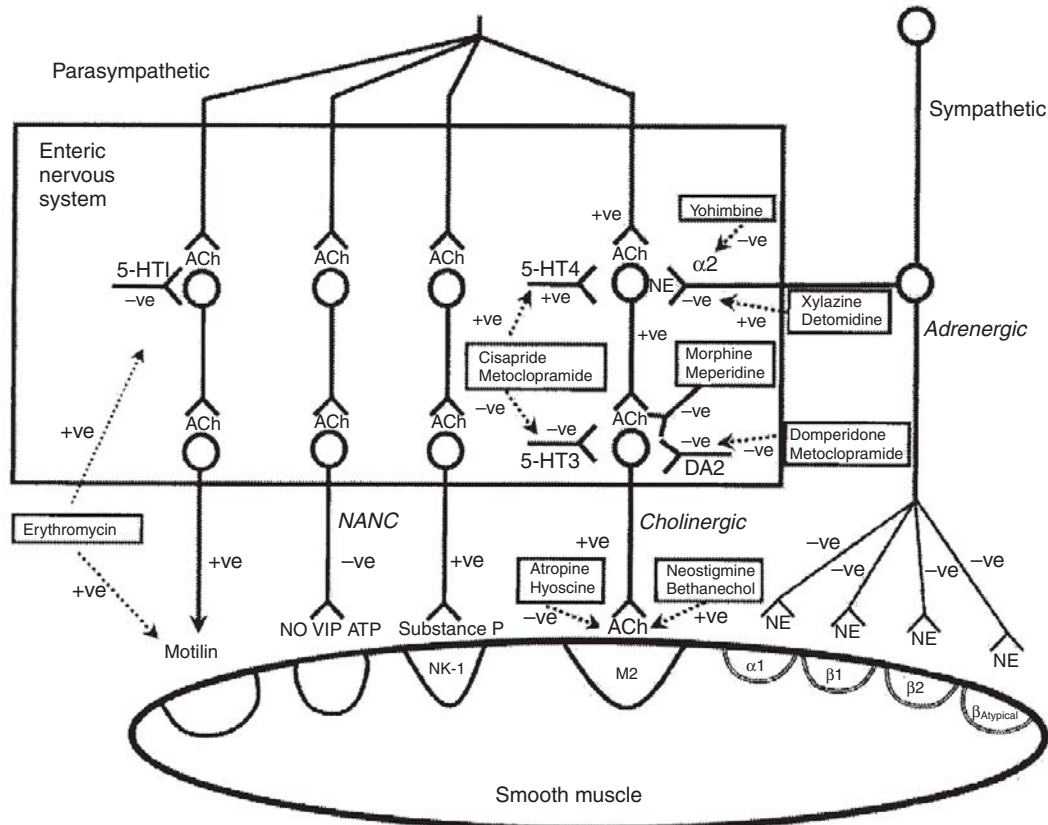 Parasympathetic
Sympathetic
Enteric
nervous
system
+ve
Yohimbine
–ve
ACh
ACh
ACh
ACh
5-HTI
–ve
5-HT4
+ve
NE
α2
–ve
+ve
Xylazine
Detomidine
Adrenergic
+ve
+ve
Cisapride
Metoclopramide
Morphine
Meperidine
–ve
ACh
ACh
ACh
ACh
–ve
–ve
5-HT3
–ve
DA2
–ve
Domperidone
Metoclopramide
+ve
Erythromycin
+ve
NANC
Cholinergic
+ve
–ve
+ve
+ve
Atropine
Hyoscine
–ve
Neostigmine
Bethanechol
+ve
–ve
–ve
–ve
–ve
Motilin
NO VIP ATP
Substance P
ACh
NE
NE
NE
NE
NK-1
M2
α1
β1
β2
βAtypical
Smooth muscle